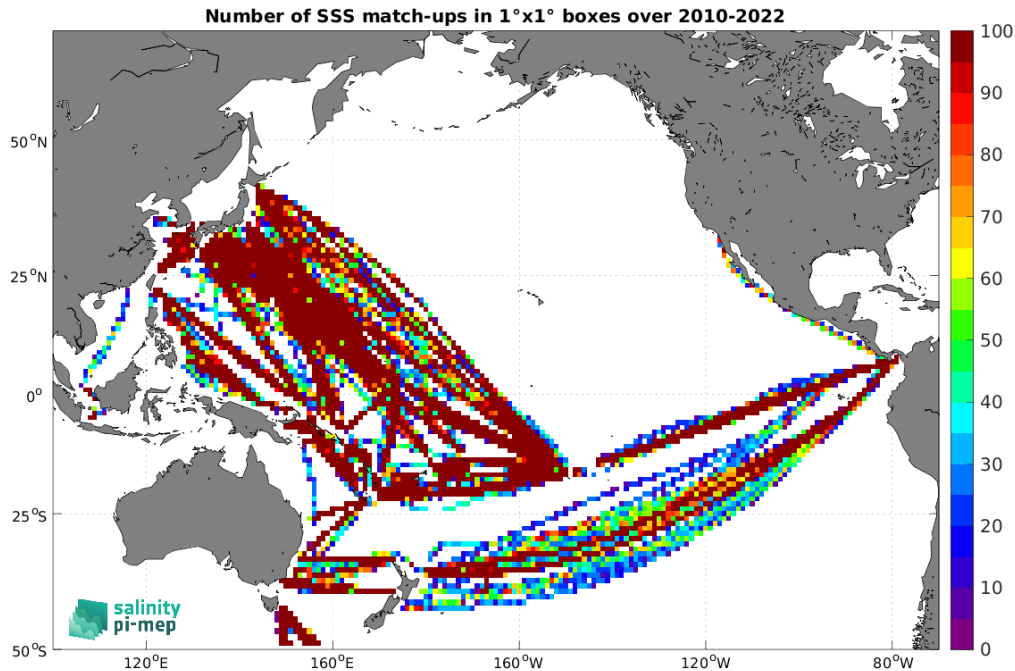 Number of SSS match-ups in 1°x1° boxes over 2010-2022
100
90
80
70
60
50
40
30
20
10
0
50°N
25°N
0°
25°S
50°S
120°E
160°E
160°W
120°W
80°W
salinity
pi-mep